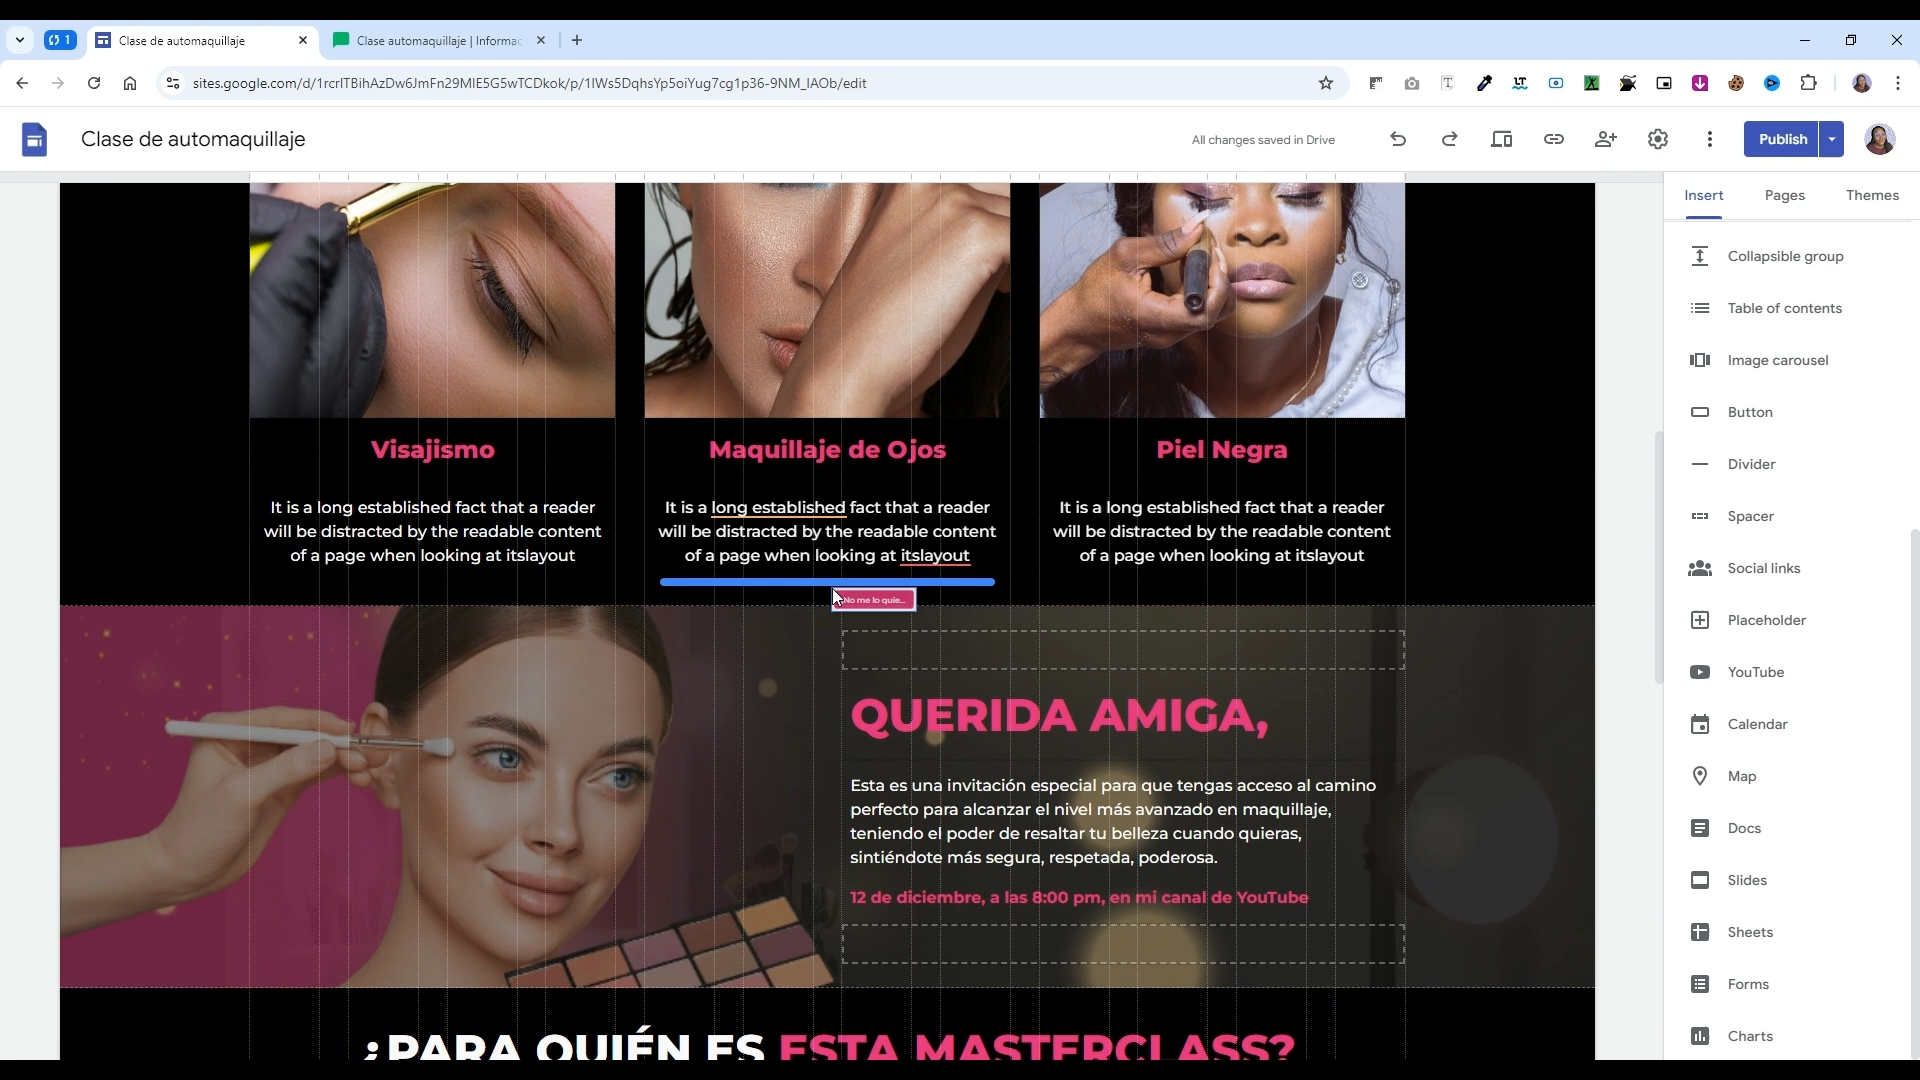 1
Clase de automaquillaje
Clase automaquillaje | Informac
sites.google.com/d/1rcrlTBihAzDw6JmFn29MlE5G5wTCDkok/p/1lWs5DqhsYp5oiYug7cg1p36-9NM_lAOb/edit
Clase de automaquillaje
All changes saved in Drive
Publish
Insert
Pages
Themes
Collapsible group
Table of contents
Image carousel
Button
Divider
Spacer
Social links
Placeholder
YouTube
Calendar
Map
Docs
Slides
Sheets
Forms
Charts
Visajismo
It is a long established fact that a reader
will be distracted by the readable content
of a page when looking at itslayout
Maquillaje de Ojos
It is a long established fact that a reader
will be distracted by the readable content
of a page when looking at itslayout
Piel Negra
It is a long established fact that a reader
will be distracted by the readable content
of a page when looking at itslayout
No me lo quie...
QUERIDA AMIGA,
Esta es una invitación especial para que tengas acceso al camino
perfecto para alcanzar el nivel más avanzado en maquillaje,
teniendo el poder de resaltar tu belleza cuando quieras,
sintiéndote más segura, respetada, poderosa.
12 de diciembre, a las 8:00 pm, en mi canal de YouTube
¿PARA QUIÉN ES ESTA MASTERCLASS?